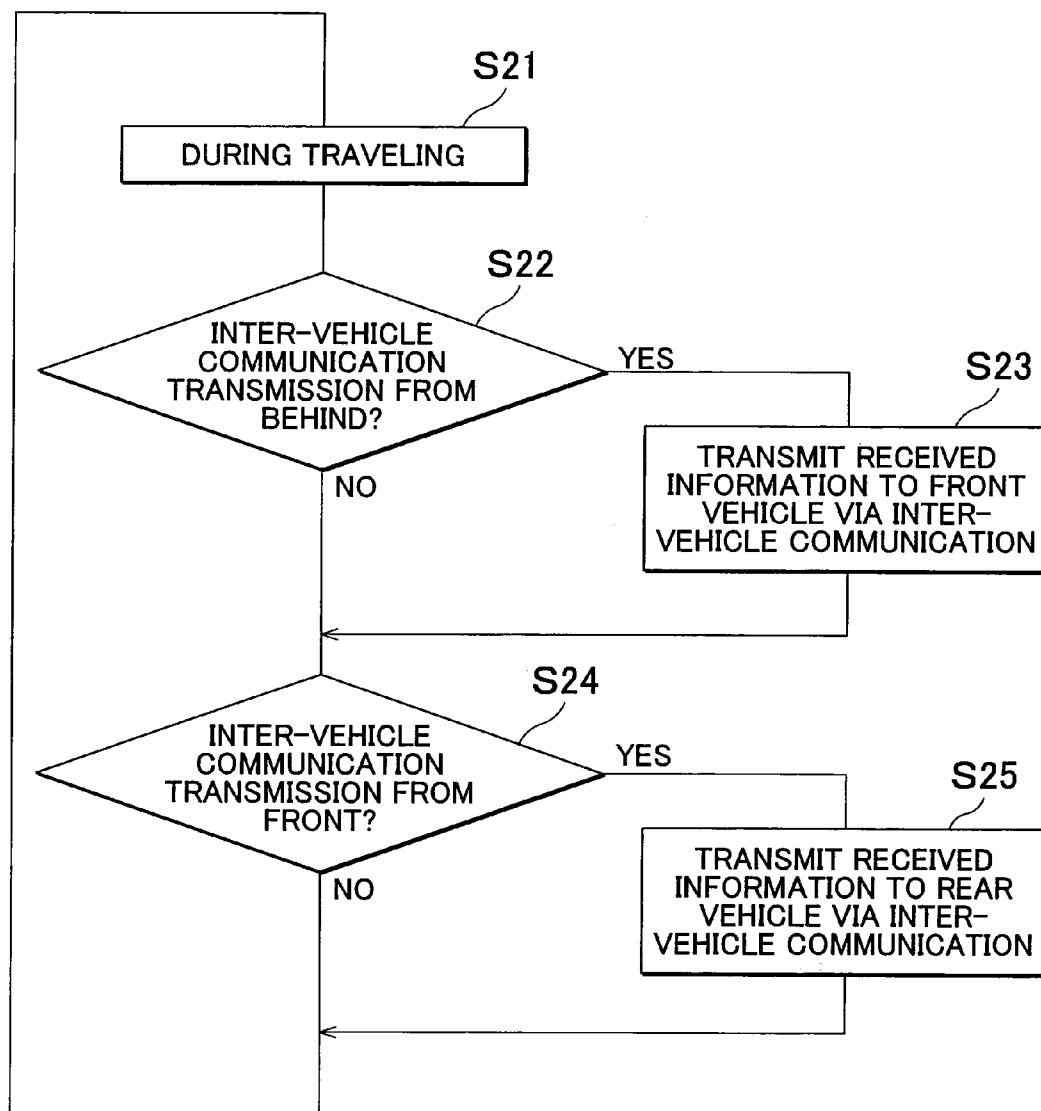 S21
DURING TRAVELING
S22
INTER-VEHICLE
COMMUNICATION
TRANSMISSION FROM
BEHIND?
YES
NO
S23
TRANSMIT RECEIVED
INFORMATION TO FRONT
VEHICLE VIA INTER-
VEHICLE COMMUNICATION
S24
INTER-VEHICLE
COMMUNICATION
TRANSMISSION FROM
FRONT?
YES
NO
S25
TRANSMIT RECEIVED
INFORMATION TO REAR
VEHICLE VIA INTER-
VEHICLE COMMUNICATION